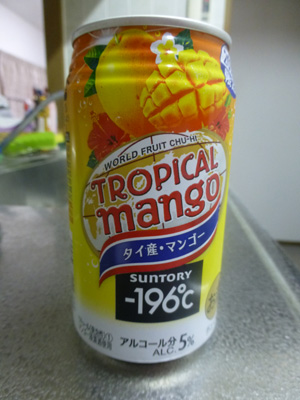 WORLD FRUIT CHU-HI
TROPICAL
mango
タイ産・マンゴー
SUNTORY
-196℃
アルコール分
ALC. 5%